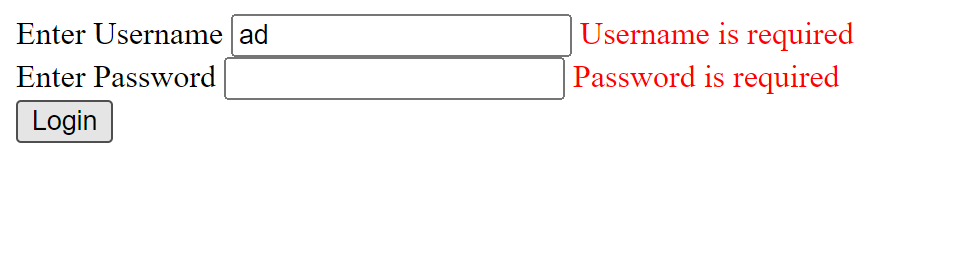 Enter Username ad Username is required
Enter Password Password is required
Login